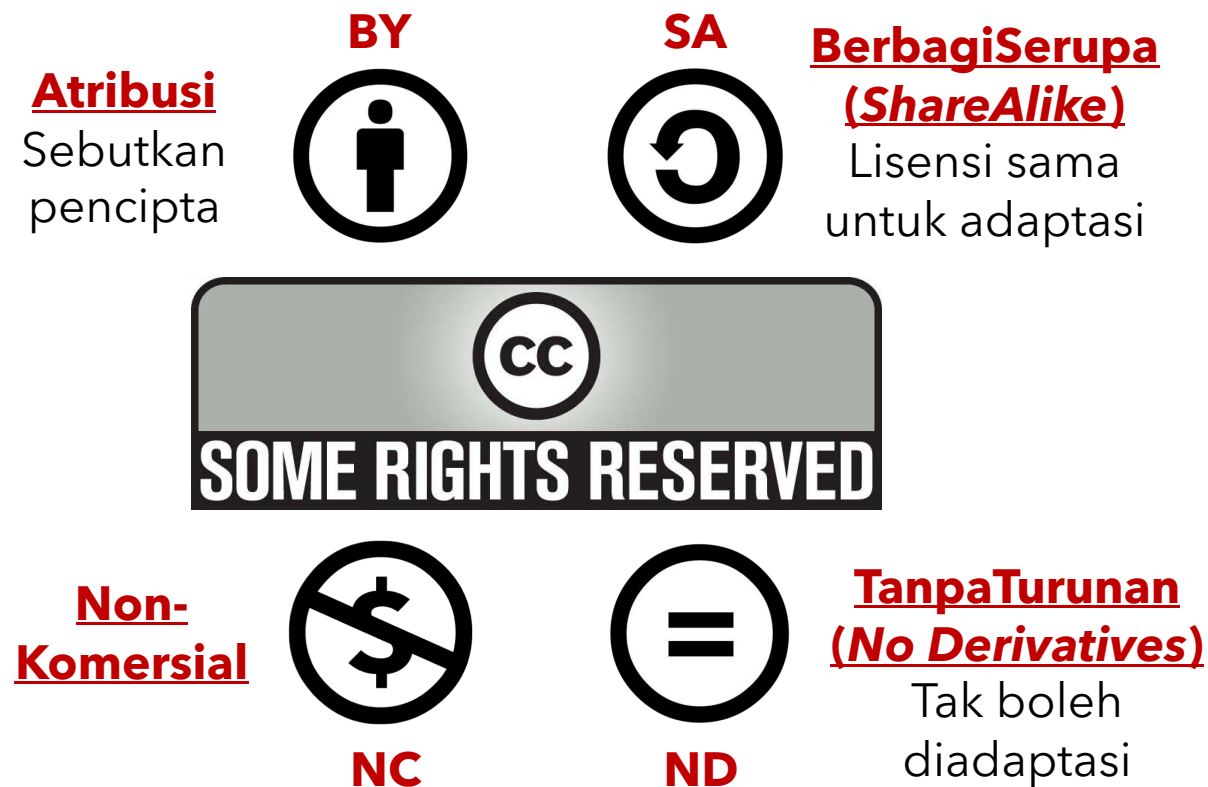 BY
SA
Atribusi
Sebutkan
pencipta
BerbagiSerupa
(ShareAlike)
Lisensi sama
untuk adaptasi
cc
SOME RIGHTS RESERVED
Non-
Komersial
$
=
TanpaTurunan
(No Derivatives)
Tak boleh
diadaptasi
NC
ND